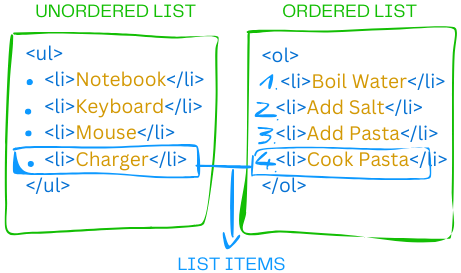 UNORDERED LIST
<ul>
• <li>Notebook</li>
• <li>Keyboard</li>
• <li>Mouse</li>
• <li>Charger</li>
</ul>
ORDERED LIST
<ol>
1. <li>Boil Water</li>
2. <li>Add Salt</li>
3. <li>Add Pasta</li>
4. <li>Cook Pasta</li>
</ol>
LIST ITEMS